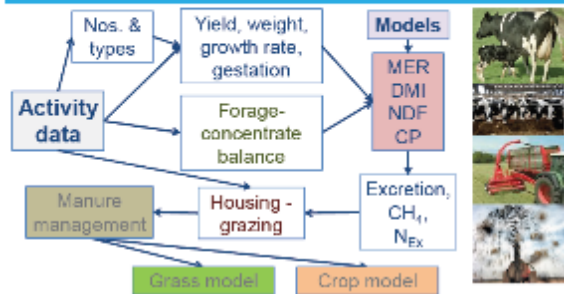 Nos. &
types
Yield, weight,
growth rate,
gestation
Models
MER
DMI
NDF
CP
Activity
data
Forage-
concentrate
balance
Manure
management
Housing -
grazing
Excretion,
CH₄,
N_Ex
Grass model
Crop model